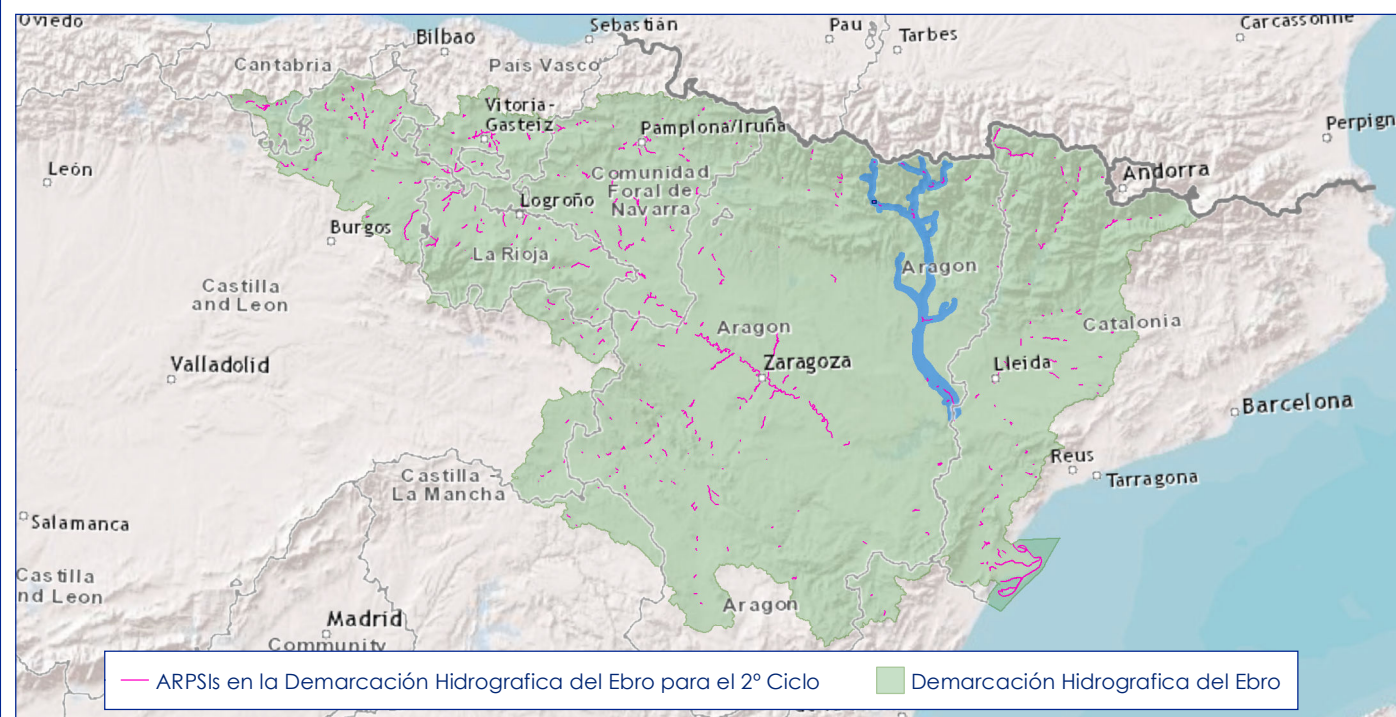 Oviedo
Bilbao
Sebastián
Pau
Tarbes
Carcassonne
Cantabria
País Vasco
Vitoria-
Gasteiz
Pamplona/Iruña
Perpign
León
Comunidad
Foral de
Navarra
Andorra
Logroño
Burgos
La Rioja
Aragon
Castilla
and Leon
Aragon
Catalonia
Valladolid
Zaragoza
Lleida
Barcelona
Castilla
La Mancha
Reus
Tarragona
Salamanca
Castilla
nd Leon
Aragon
Madrid
Community
ARPSIs en la Demarcación Hidrografica del Ebro para el 2º Ciclo
Demarcación Hidrografica del Ebro